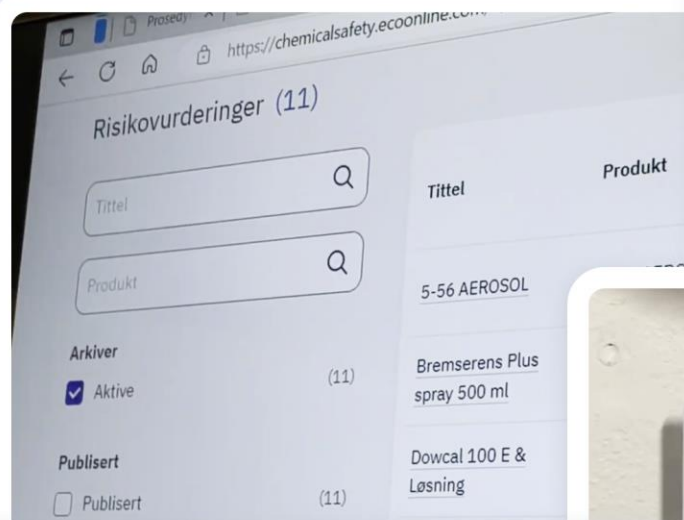 Prosedy
https://chemicalsafety.ecoonline.com
Risikovurderinger (11)
Tittel
Produkt
Arkiver
Aktive (11)
Publisert
Publisert (11)
Tittel Produkt
5-56 AEROSOL
Bremserens Plus
spray 500 ml
Dowcal 100 E &
Løsning